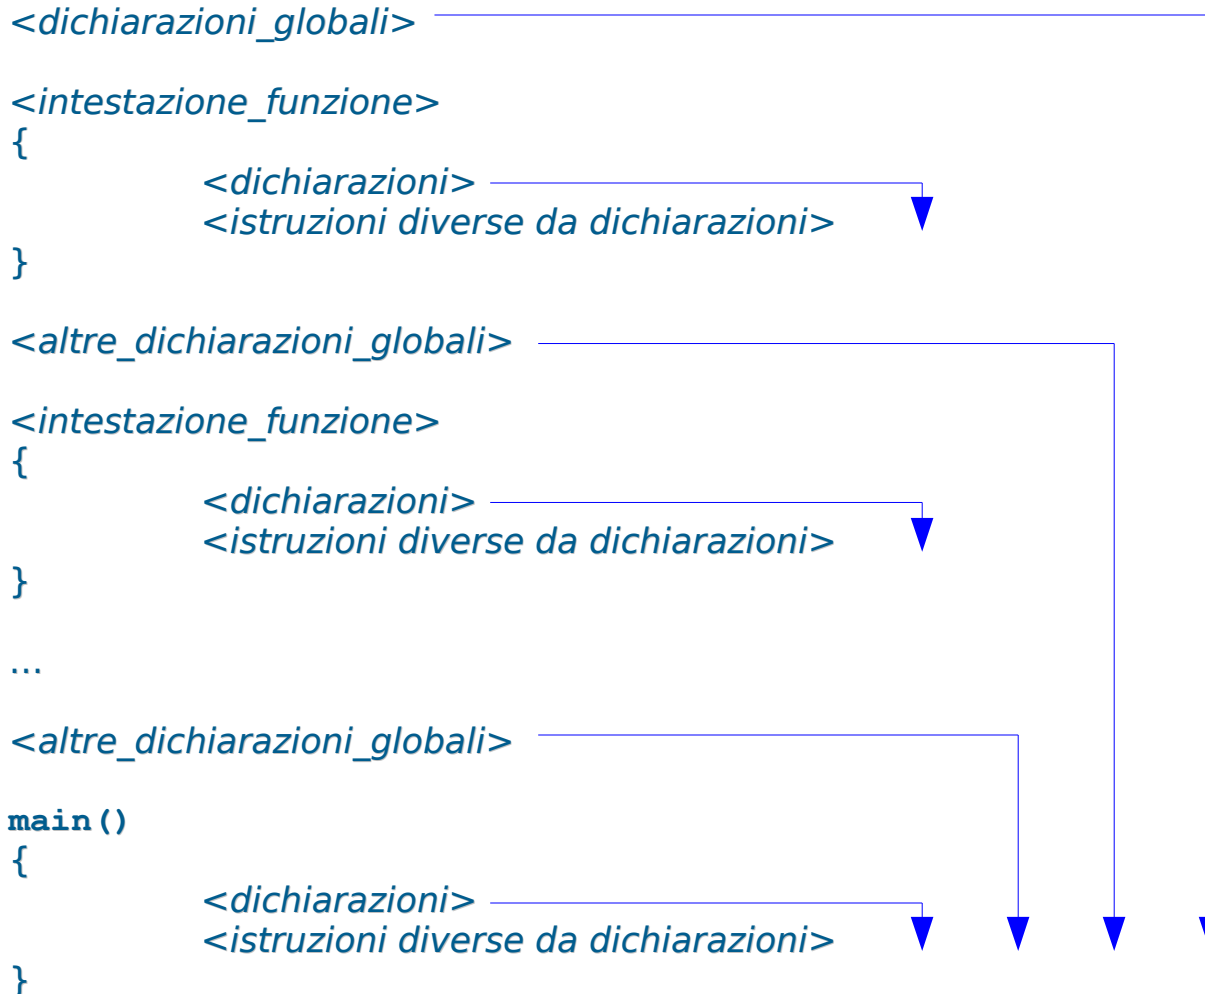 <dichiarazioni_globali>
<intestazione_funzione>
{
<dichiarazioni>
<istruzioni diverse da dichiarazioni>
}
<altre_dichiarazioni_globali>
<intestazione_funzione>
{
<dichiarazioni>
<istruzioni diverse da dichiarazioni>
}
...
<altre_dichiarazioni_globali>
main()
{
<dichiarazioni>
<istruzioni diverse da dichiarazioni>
}